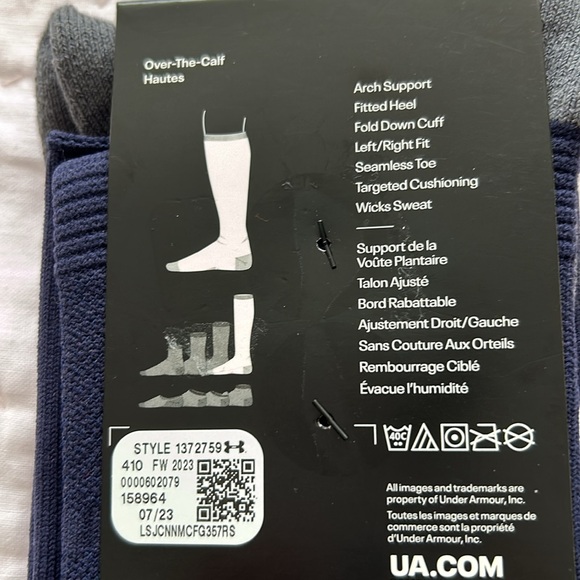 Over-The-Calf
Hautes
Arch Support
Fitted Heel
Fold Down Cuff
Left/Right Fit
Seamless Toe
Targeted Cushioning
Wicks Sweat
Support de la
Voûte Plantaire
Talon Ajusté
Bord Rabattable
Ajustement Droit/Gauche
Sans Couture Aux Orteils
Rembourrage Ciblé
Évacue l'humidité
40C
STYLE 1372759
410 FW 2023
0000602079
158964
07/23
LSJCNNMCFG357RS
All images and trademarks are
property of Under Armour, Inc.
Toutes les images et marques de
commerce sont la propriété
d'Under Armour, Inc.
UA.COM